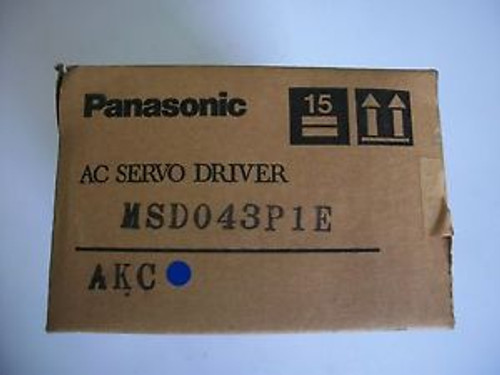 Panasonic 15
AC SERVO DRIVER
MSD043P1E
AKC